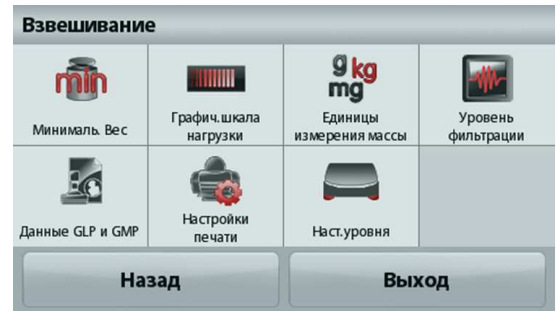 Взвешивание
min
Минималь. Вес
Графич.шкала
нагрузки
g kg
mg
Единицы
измерения массы
Уровень
фильтрации
Данные GLP и GMP
Настройки
печати
Наст.уровня
Назад
Выход